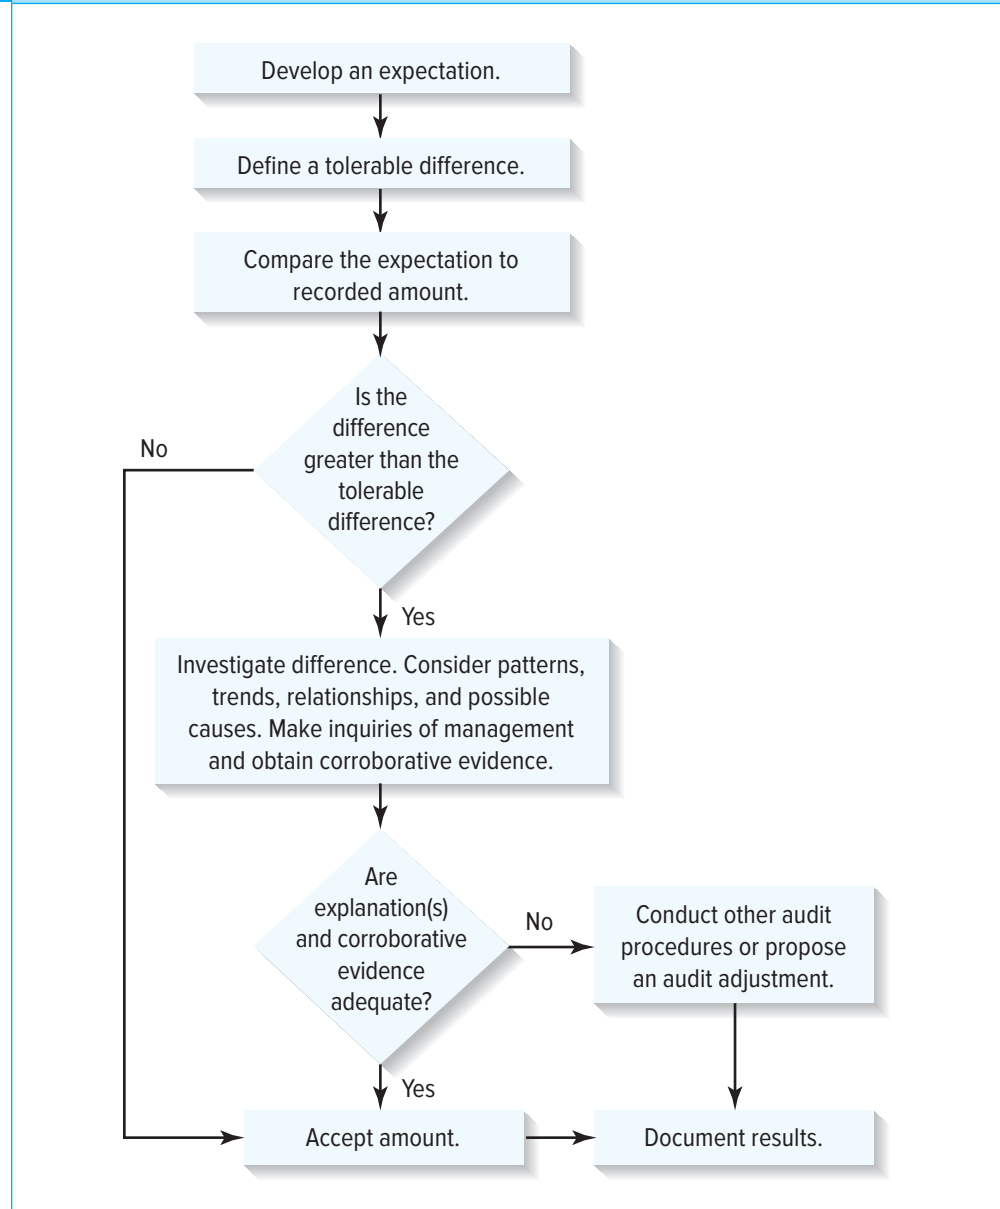 Develop an expectation.
Define a tolerable difference.
Compare the expectation to
recorded amount.
Is the
difference
greater than the
tolerable
difference?
No
Yes
Investigate difference. Consider patterns,
trends, relationships, and possible
causes. Make inquiries of management
and obtain corroborative evidence.
Are
explanation(s)
and corroborative
evidence
adequate?
No
Conduct other audit
procedures or propose
an audit adjustment.
Yes
Accept amount.
Document results.